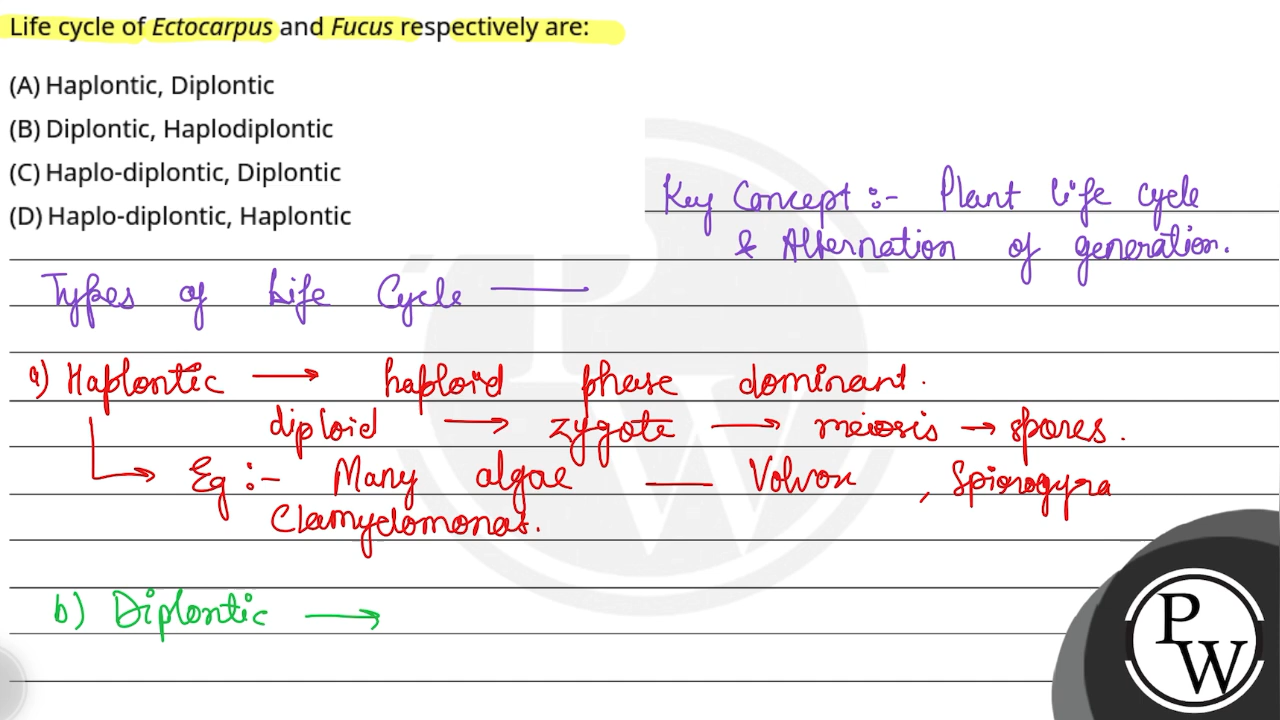 Life cycle of Ectocarpus and Fucus respectively are:
(A) Haplontic, Diplontic
(B) Diplontic, Haplodiplontic
(C) Haplo-diplontic, Diplontic
(D) Haplo-diplontic, Haplontic
Key Concept :- Plant life cycle
& Alternation of generation.
Types of Life Cycle —
a) Haplontic → haploid phase dominant.
diploid → zygote → meiosis → spores.
Eg :- Many algae — Volvox , Spirogyra
Clamydomonas.
b) Diplontic →
PW